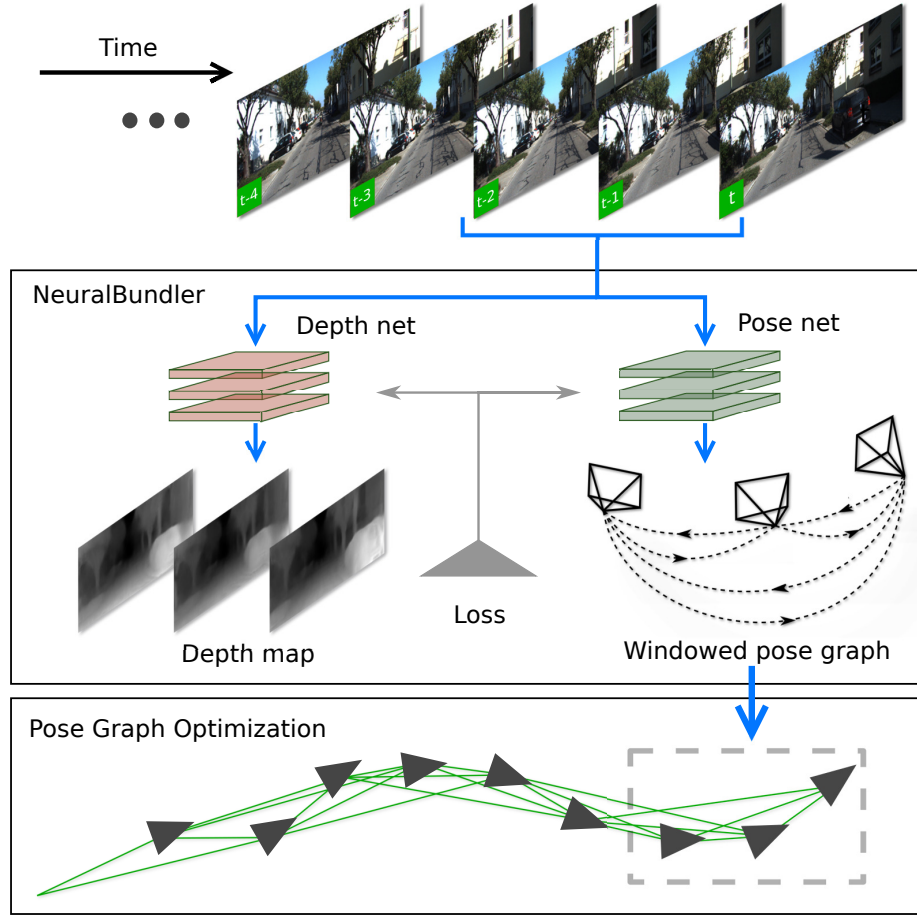 Time
t-4
t-3
t-2
t-1
t
NeuralBundler
Depth net
Pose net
Loss
Depth map
Windowed pose graph
Pose Graph Optimization